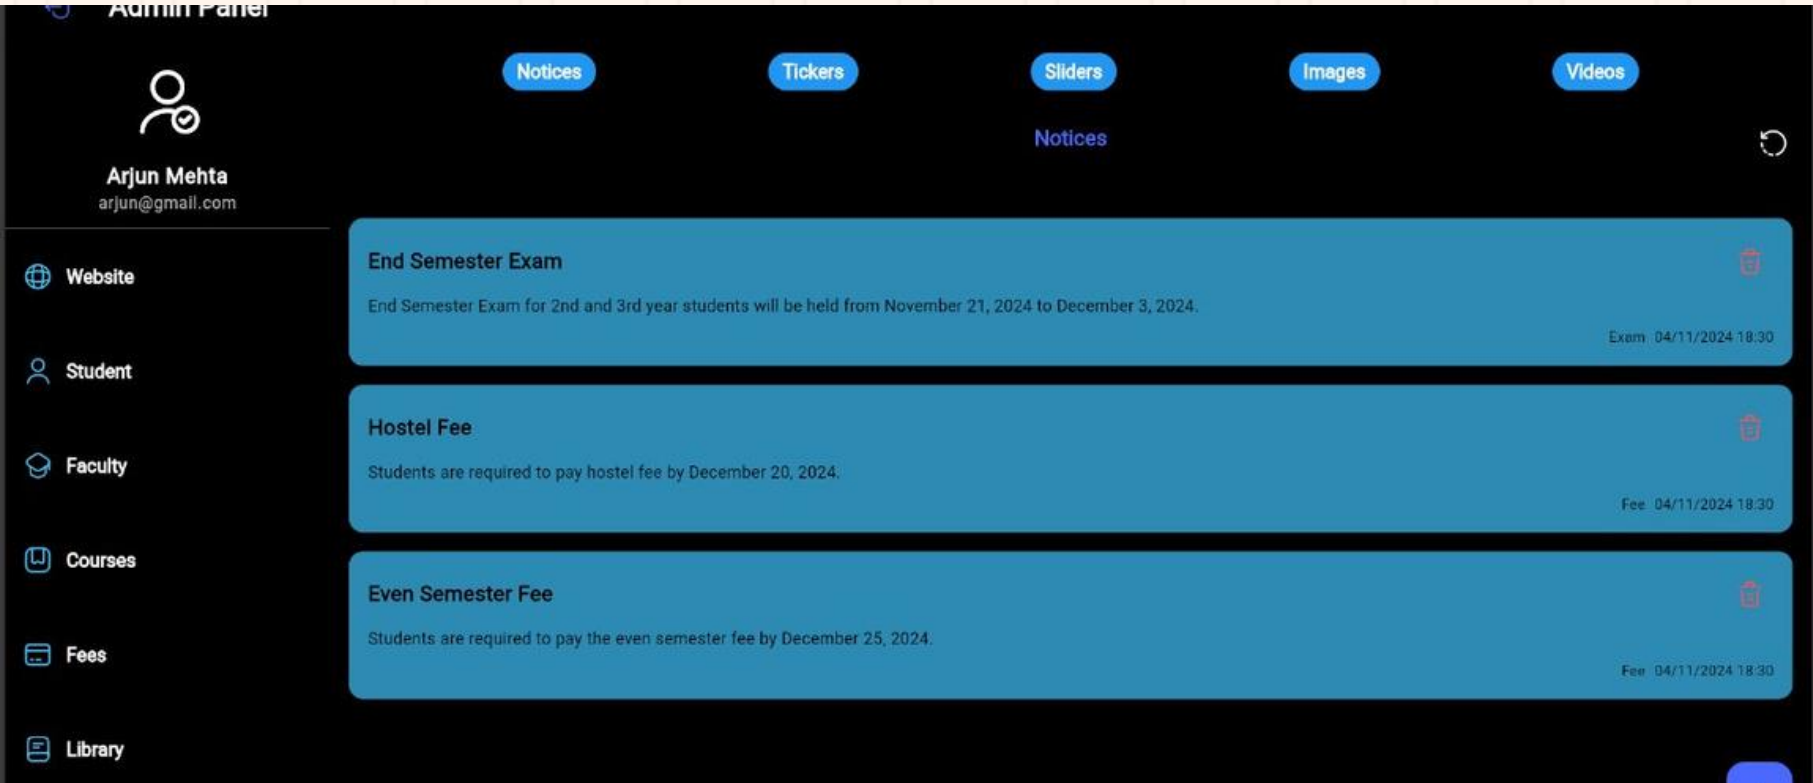 Admin Panel
Arjun Mehta
arjun@gmail.com
Website
Student
Faculty
Courses
Fees
Library
Notices
Tickers
Sliders
Images
Videos
Notices
End Semester Exam
End Semester Exam for 2nd and 3rd year students will be held from November 21, 2024 to December 3, 2024.
Exam 04/11/2024 18:30
Hostel Fee
Students are required to pay hostel fee by December 20, 2024.
Fee 04/11/2024 18:30
Even Semester Fee
Students are required to pay the even semester fee by December 25, 2024.
Fee 04/11/2024 18:30